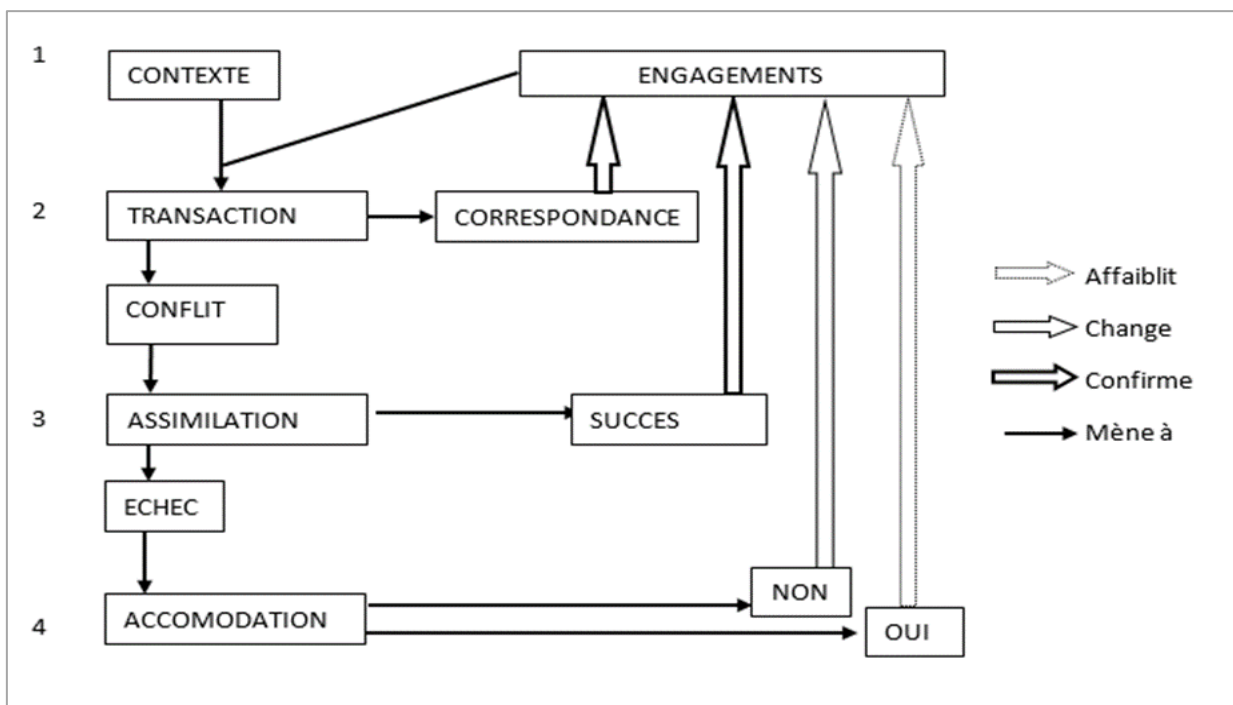 1
CONTEXTE
ENGAGEMENTS
2
TRANSACTION
CORRESPONDANCE
CONFLIT
3
ASSIMILATION
SUCCES
ECHEC
4
ACCOMODATION
NON
OUI
Affaiblit
Change
Confirme
Mène à